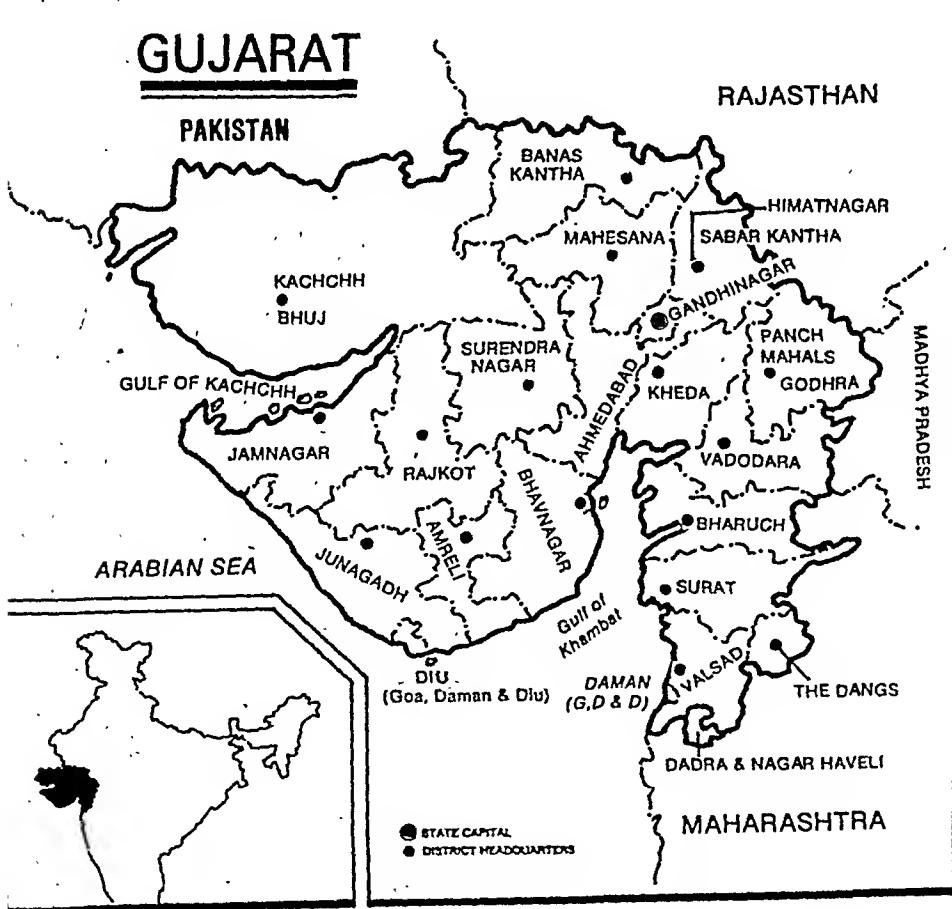 GUJARAT
PAKISTAN
RAJASTHAN
BANAS
KANTHA
HIMATNAGAR
MAHESANA
SABAR KANTHA
KACHCHH
BHUJ
GANDHINAGAR
SURENDRA
NAGAR
PANCH
MAHALS
GODHRA
MADHYA PRADESH
GULF OF KACHCHH
AHMEDABAD
KHEDA
JAMNAGAR
RAJKOT
VADODARA
BHAVNAGAR
BHARUCH
AMRELI
JUNAGADH
ARABIAN SEA
SURAT
Gulf of
Khambat
DIU
(Goa, Daman & Diu)
DAMAN
(G,D & D)
VALSAD
THE DANGS
DADRA & NAGAR HAVELI
MAHARASHTRA
STATE CAPITAL
DISTRICT HEADQUARTERS